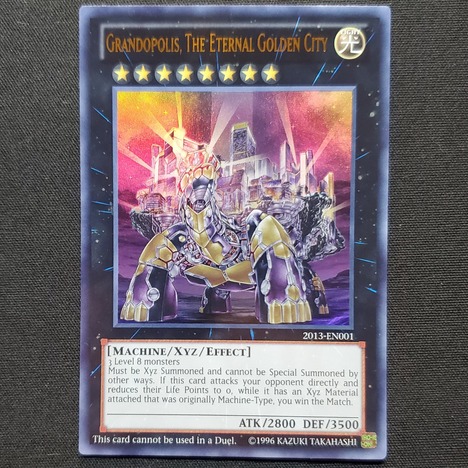 GRANDOPOLIS, THE ETERNAL GOLDEN CITY
光
2013-EN001
[MACHINE/XYZ/EFFECT]
3 Level 8 monsters
Must be Xyz Summoned and cannot be Special Summoned by
other ways. If this card attacks your opponent directly and
reduces their Life Points to 0, while it has an Xyz Material
attached that was originally Machine-Type, you win the Match.
ATK/2800 DEF/3500
This card cannot be used in a Duel. ©1996 KAZUKI TAKAHASHI